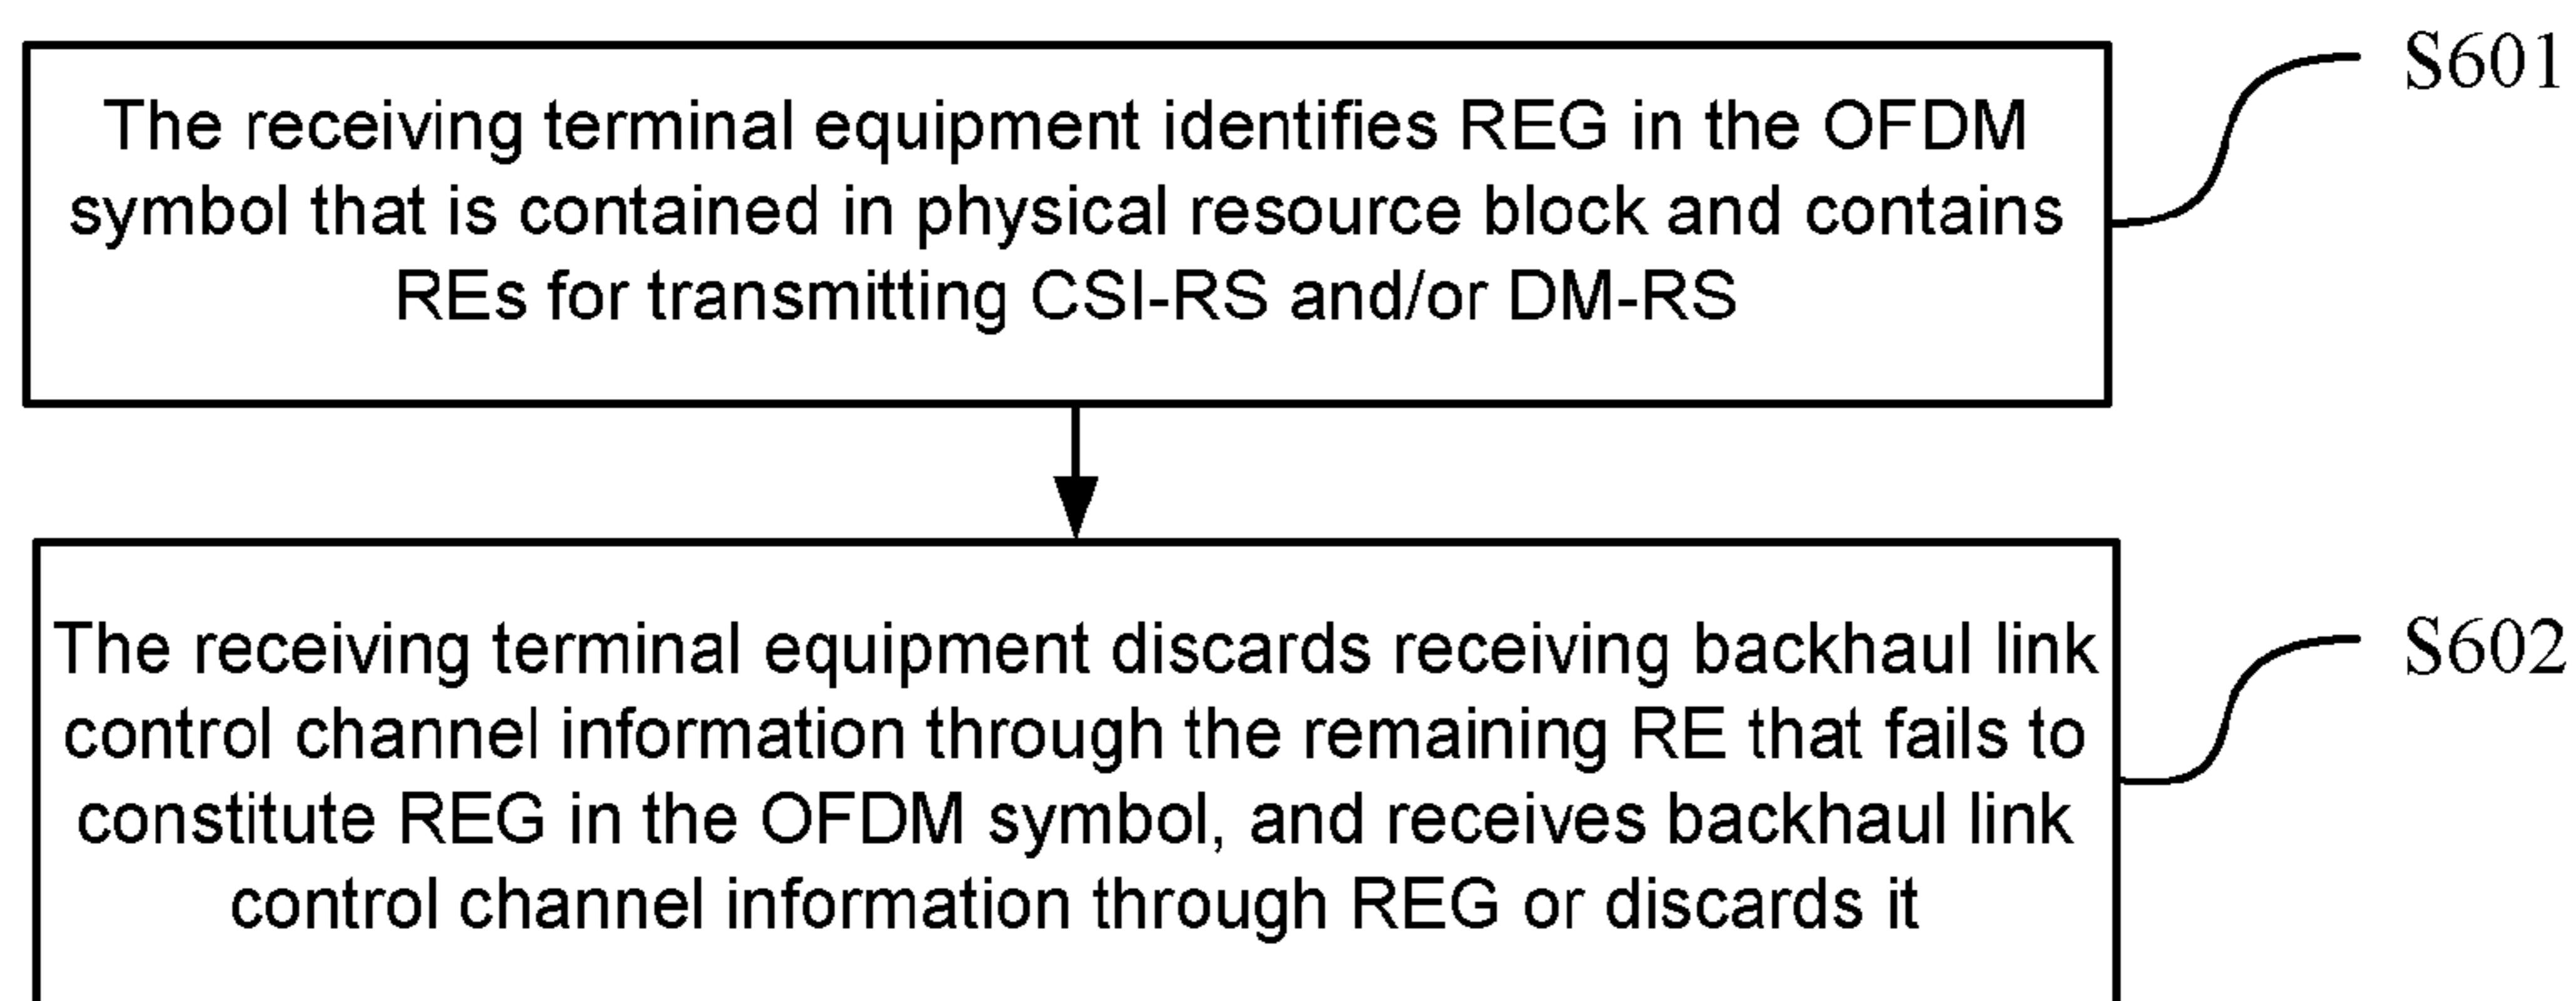 S601
The receiving terminal equipment identifies REG in the OFDM
symbol that is contained in physical resource block and contains
REs for transmitting CSI-RS and/or DM-RS
S602
The receiving terminal equipment discards receiving backhaul link
control channel information through the remaining RE that fails to
constitute REG in the OFDM symbol, and receives backhaul link
control channel information through REG or discards it